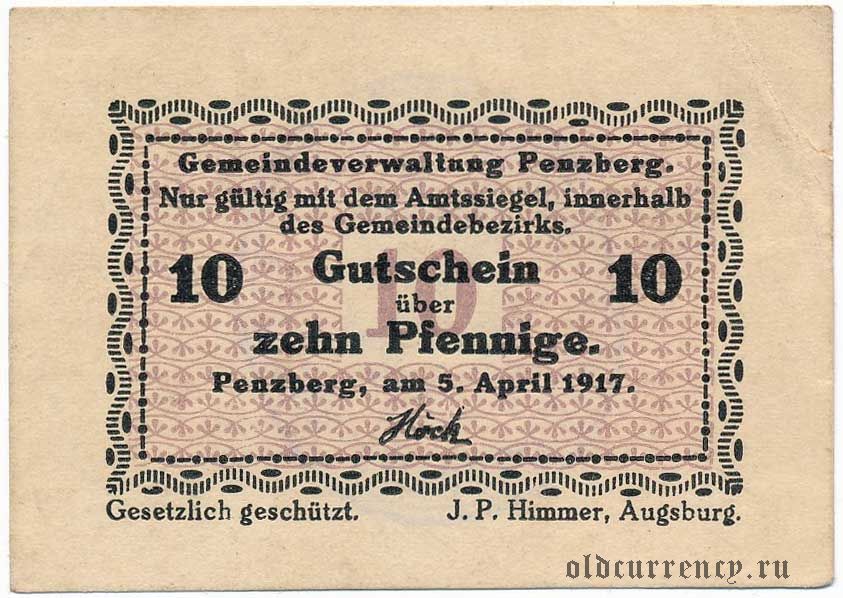 Gemeindeverwaltung Penzberg.
Nur gültig mit dem Amtssiegel, innerhalb
des Gemeindebezirks.
10 Gutschein 10
10
über
zehn Pfennige.
Penzberg, am 5. April 1917.
Höck
Gesetzlich geschützt. J. P. Himmer, Augsburg.
oldcurrency.ru